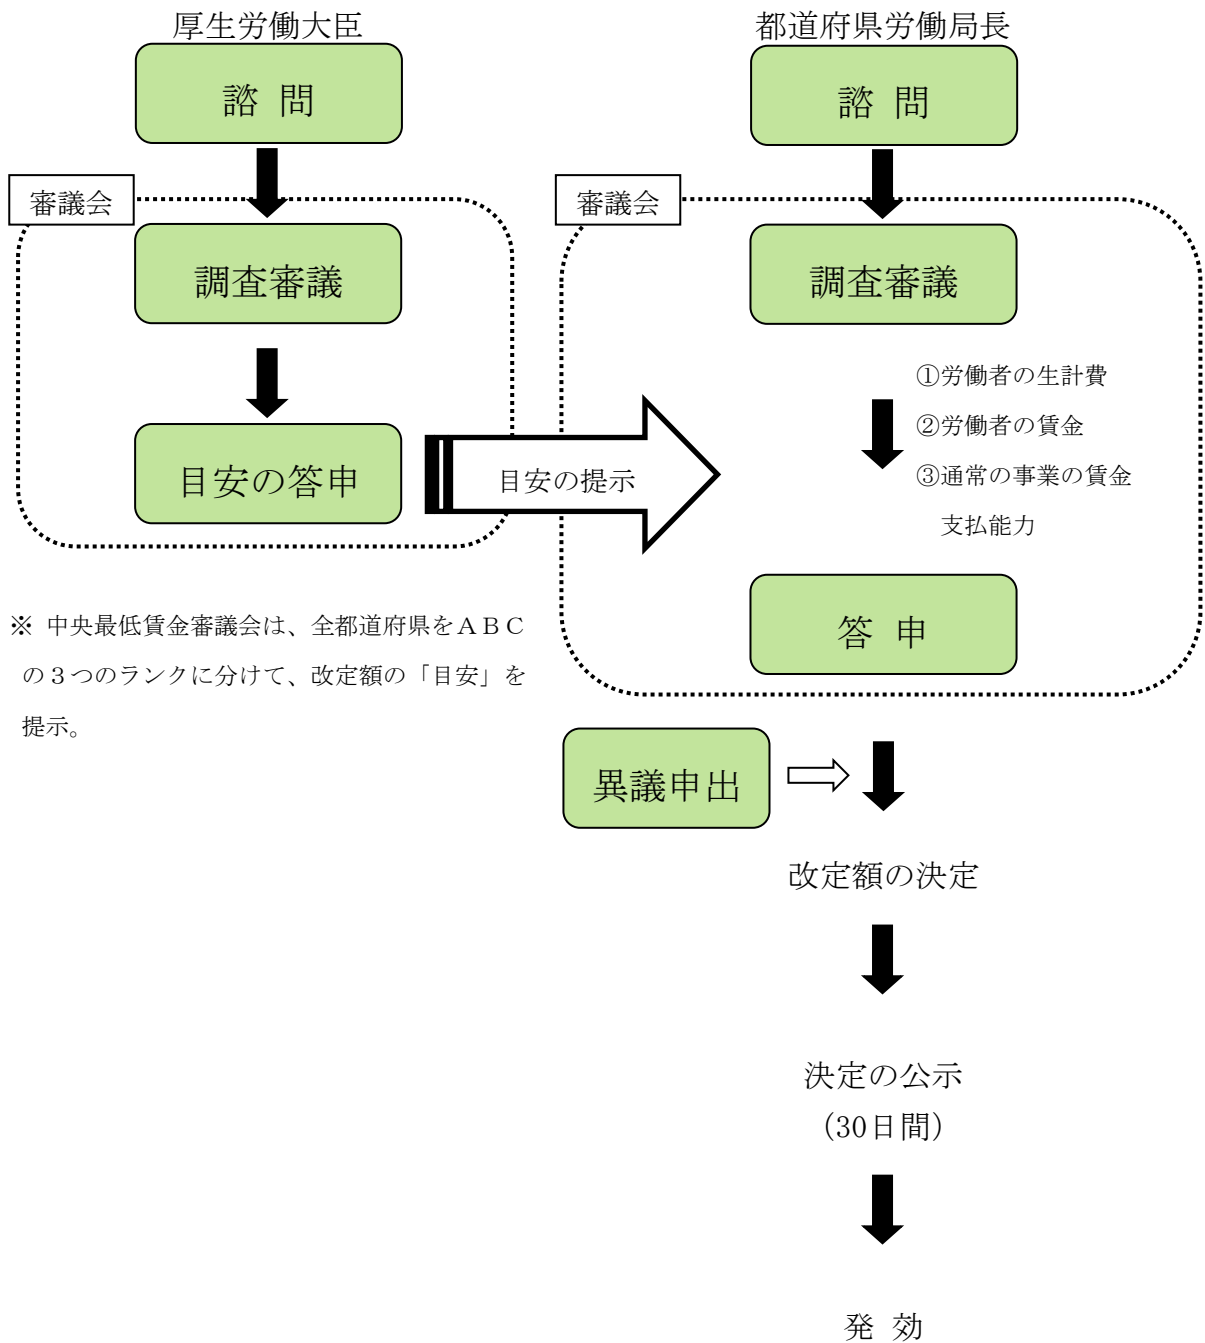 厚生労働大臣
諮 問
審議会
調査審議
目安の答申
目安の提示
※ 中央最低賃金審議会は、全都道府県をＡＢＣ
の３つのランクに分けて、改定額の「目安」を
提示。
都道府県労働局長
諮 問
審議会
調査審議
①労働者の生計費
②労働者の賃金
③通常の事業の賃金
支払能力
答 申
異議申出
改定額の決定
決定の公示
（30日間）
発 効